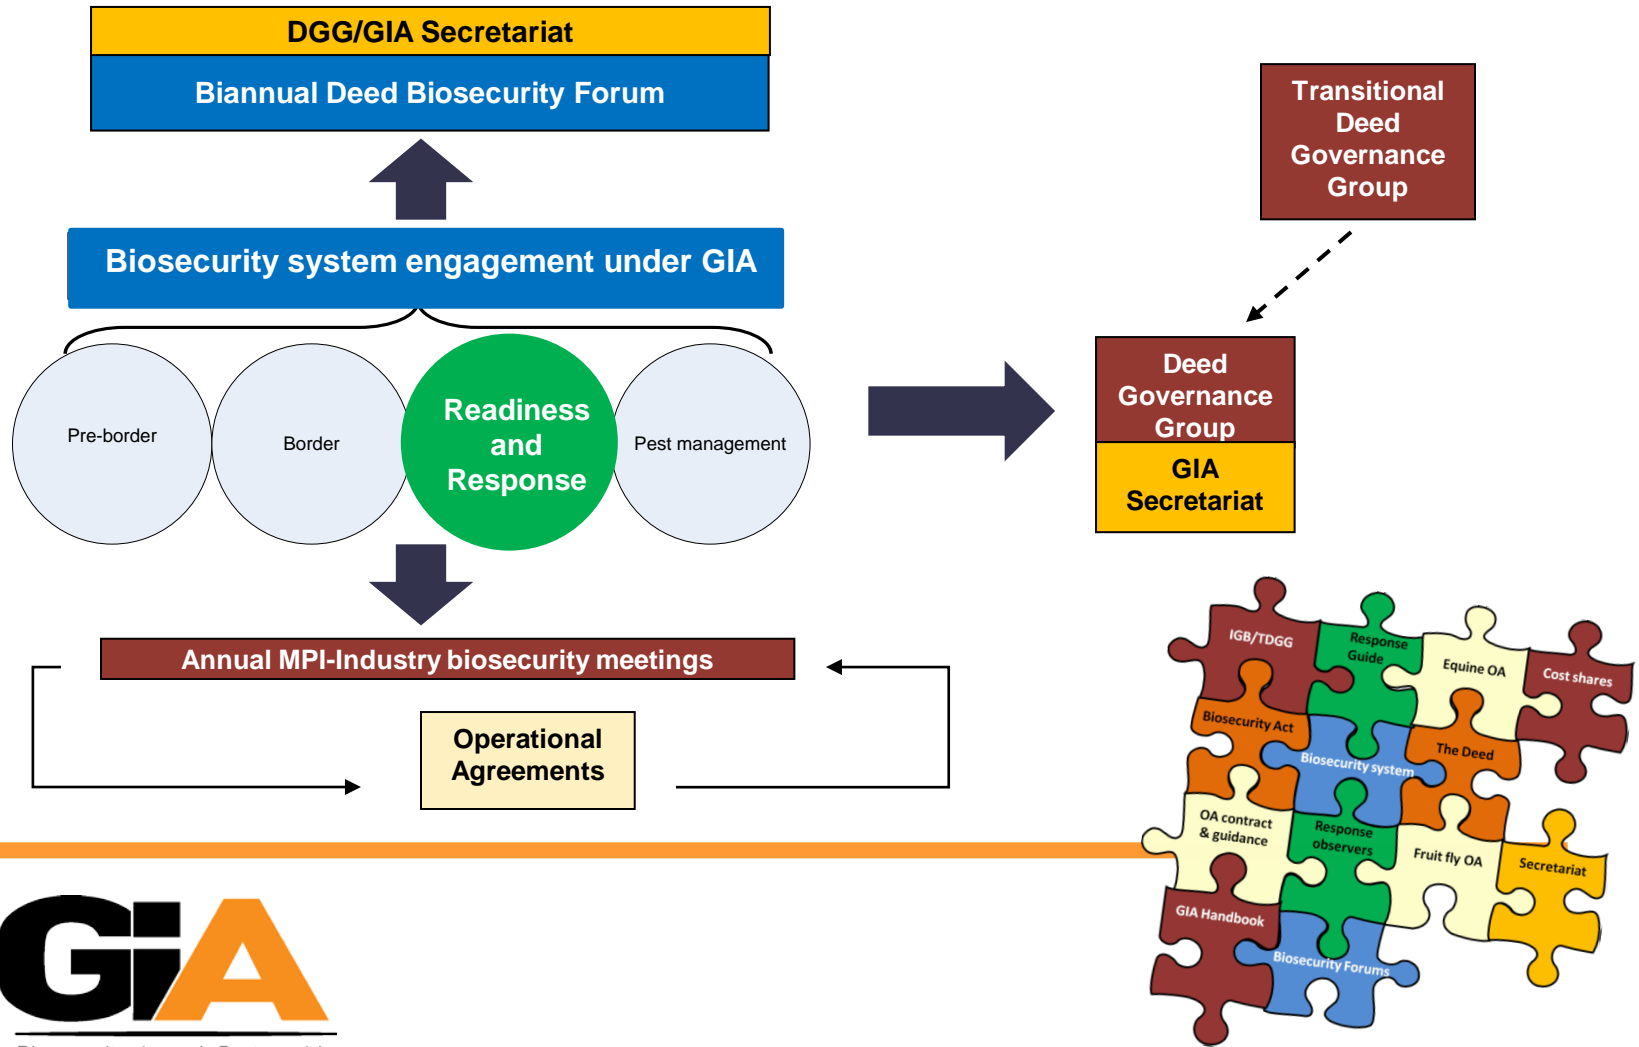 DGG/GIA Secretariat
Biannual Deed Biosecurity Forum
Biosecurity system engagement under GIA
Pre-border
Border
Readiness
and
Response
Pest management
Annual MPI-Industry biosecurity meetings
Operational
Agreements
Transitional
Deed
Governance
Group
Deed
Governance
Group
GIA
Secretariat
IGB/TDGG
Response
Guide
Equine OA
Cost shares
Biosecurity Act
Biosecurity system
The Deed
OA contract
& guidance
Response
observers
Fruit fly OA
Secretariat
GIA Handbook
Biosecurity Forums
GiA